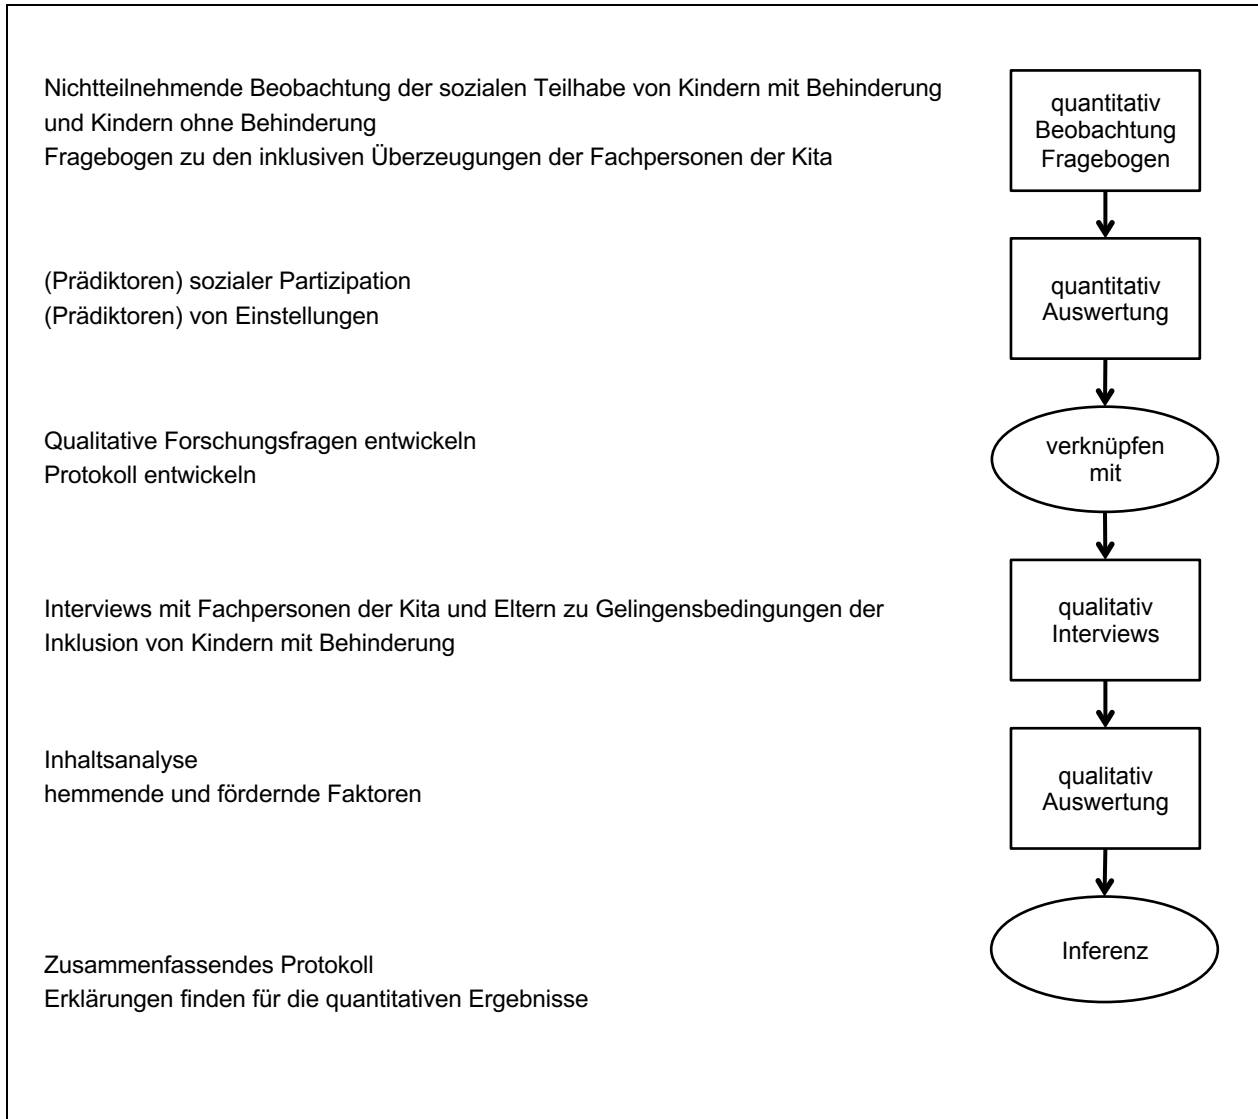 Nichtteilnehmende Beobachtung der sozialen Teilhabe von Kindern mit Behinderung
und Kindern ohne Behinderung
Fragebogen zu den inklusiven Überzeugungen der Fachpersonen der Kita
quantitativ
Beobachtung
Fragebogen
(Prädiktoren) sozialer Partizipation
(Prädiktoren) von Einstellungen
quantitativ
Auswertung
Qualitative Forschungsfragen entwickeln
Protokoll entwickeln
verknüpfen
mit
Interviews mit Fachpersonen der Kita und Eltern zu Gelingensbedingungen der
Inklusion von Kindern mit Behinderung
qualitativ
Interviews
Inhaltsanalyse
hemmende und fördernde Faktoren
qualitativ
Auswertung
Zusammenfassendes Protokoll
Erklärungen finden für die quantitativen Ergebnisse
Inferenz